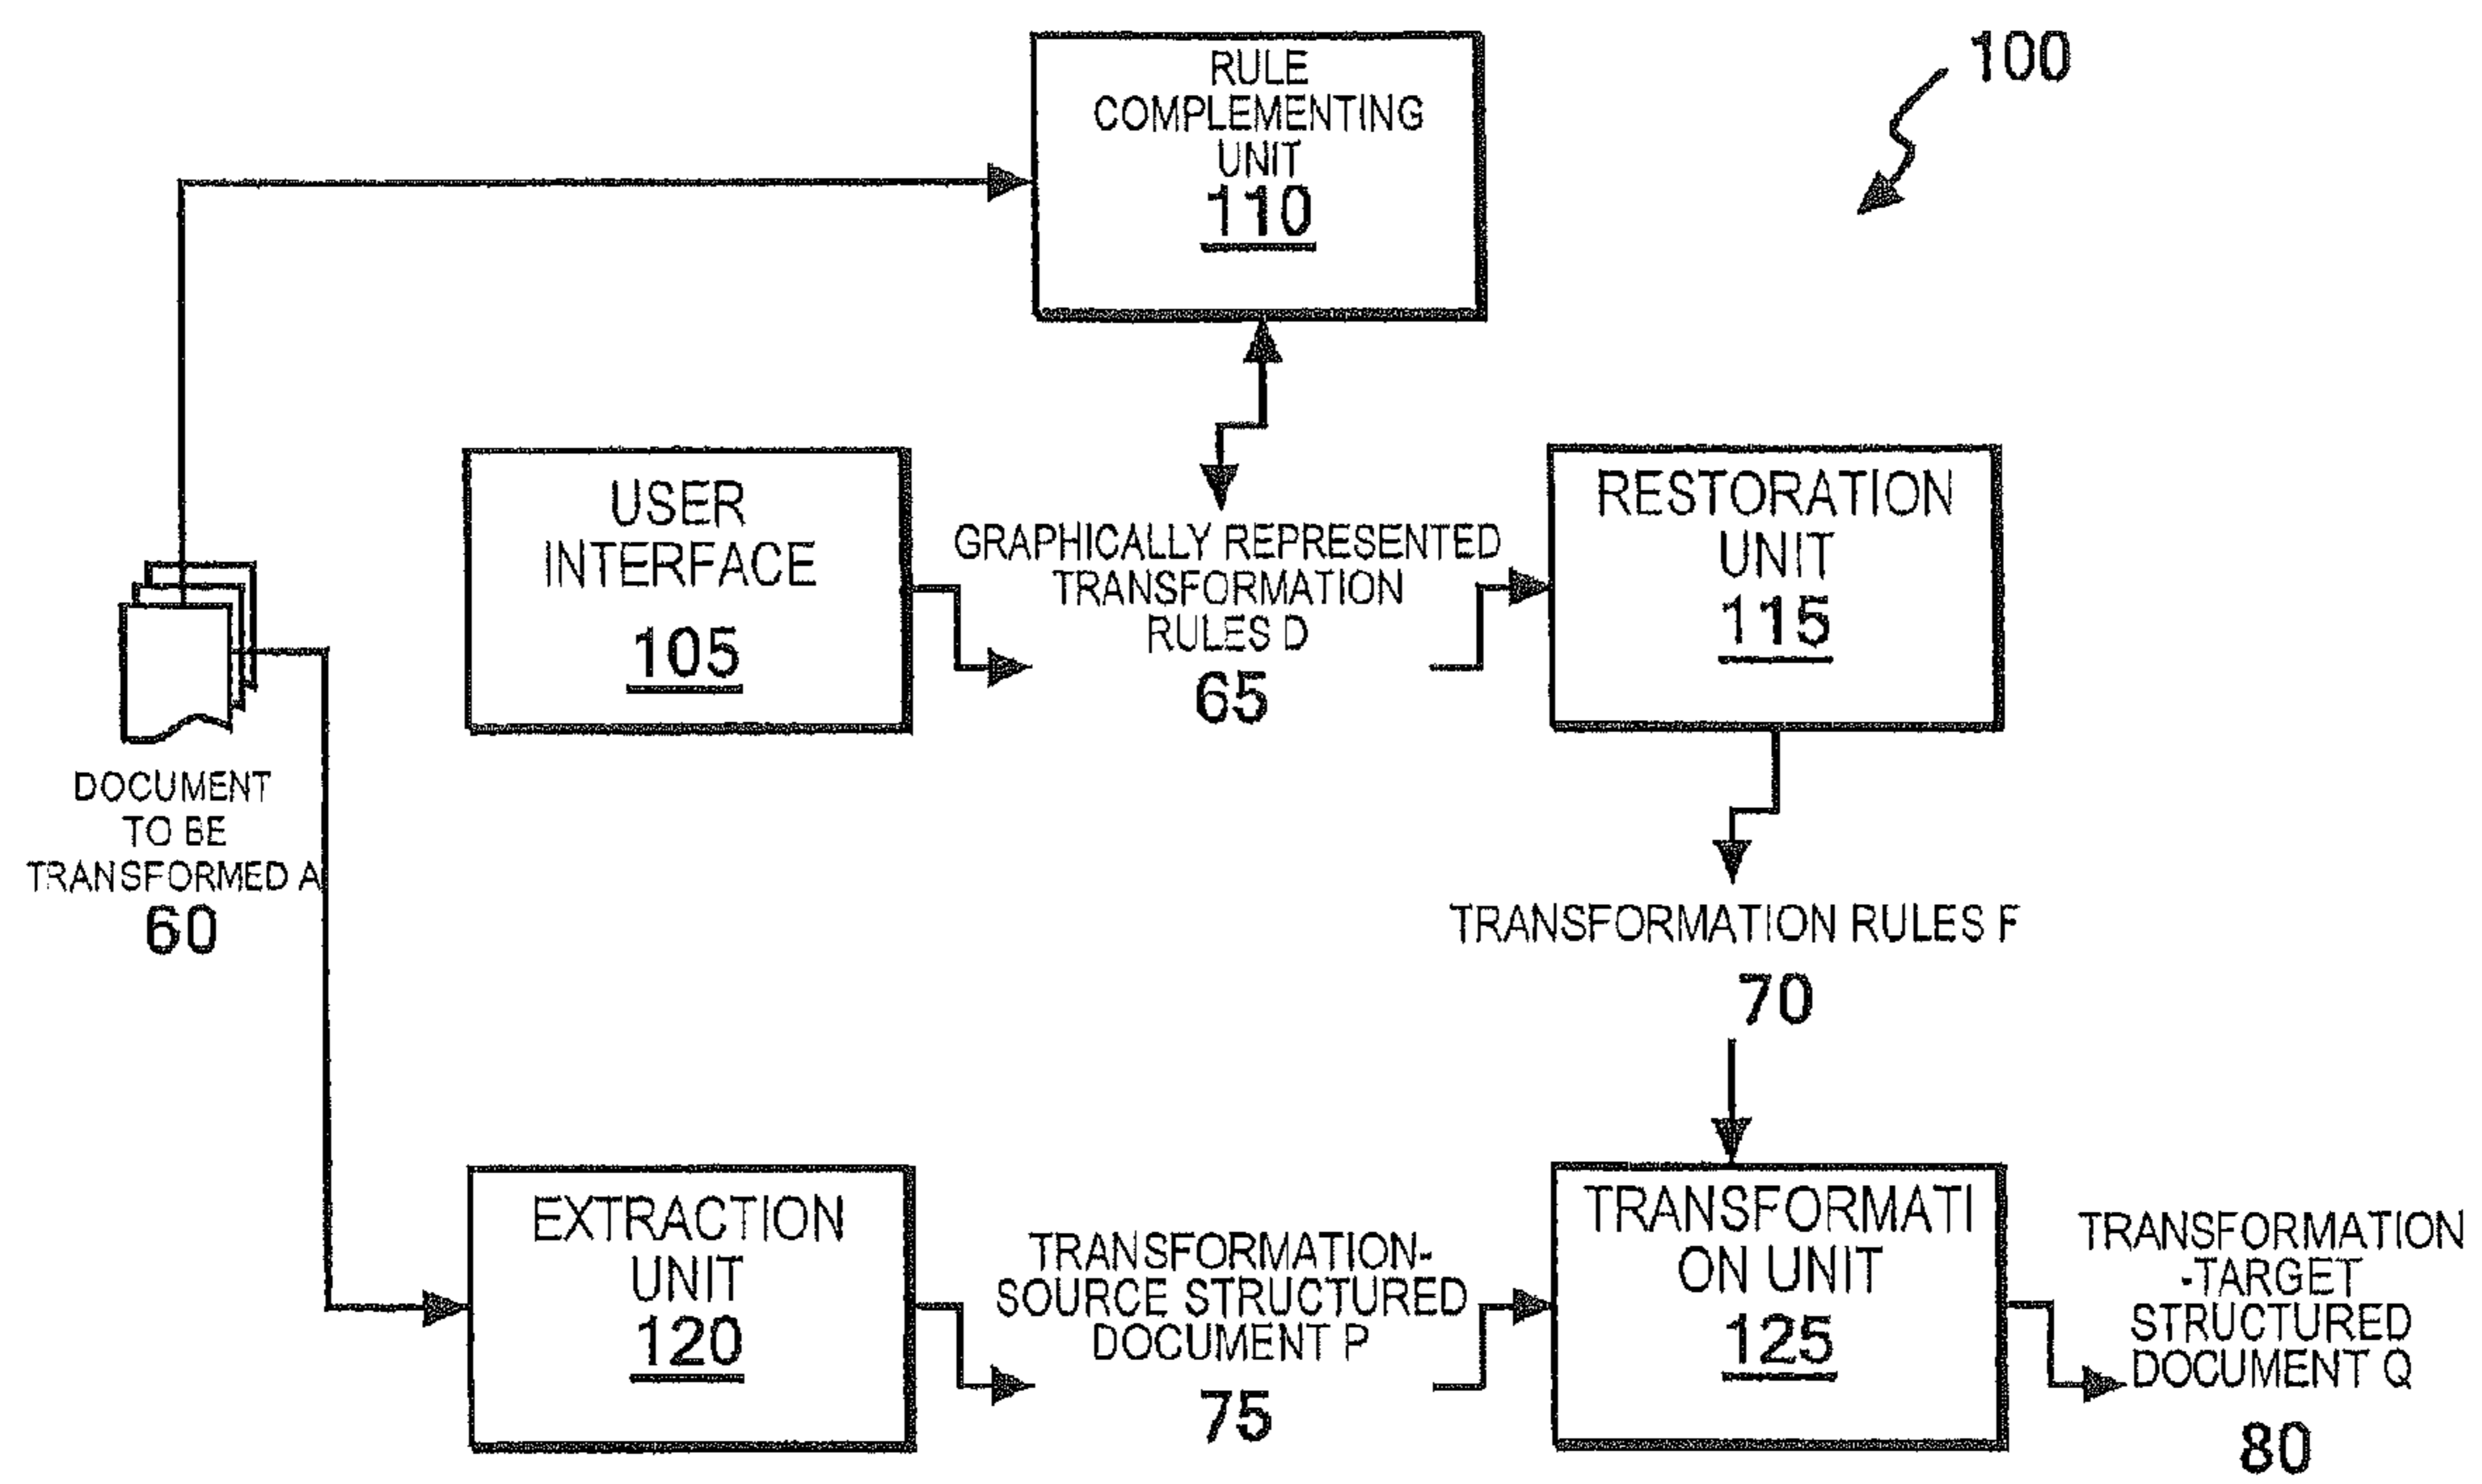 100
RULE
COMPLEMENTING
UNIT
110
USER
INTERFACE
105
GRAPHICALLY REPRESENTED
TRANSFORMATION
RULES D
65
RESTORATION
UNIT
115
DOCUMENT
TO BE
TRANSFORMED A
60
TRANSFORMATION RULES F
70
EXTRACTION
UNIT
120
TRANSFORMATION-
SOURCE STRUCTURED
DOCUMENT P
75
TRANSFORMATI
ON UNIT
125
TRANSFORMATION
-TARGET
STRUCTURED
DOCUMENT Q
80